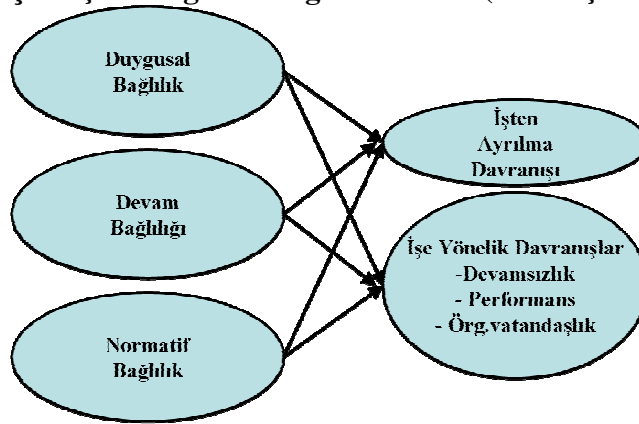 Duygusal
Bağlılık
Devam
Bağlılığı
Normatif
Bağlılık
İşten
Ayrılma
Davranışı
İşe Yönelik Davranışlar
-Devamsızlık
- Performans
- Örg.vatandaşlık